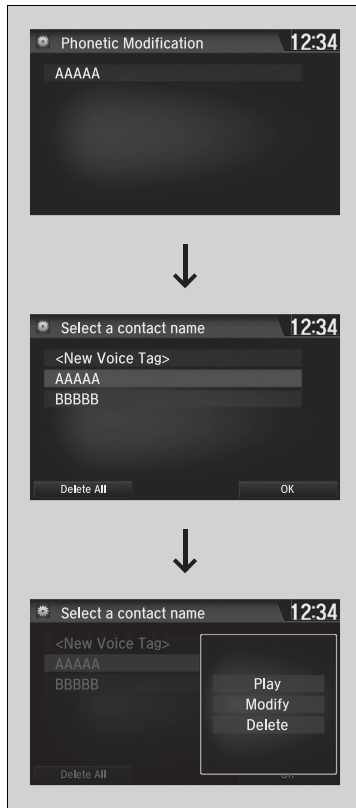 Phonetic Modification 12:34
AAAAA
Select a contact name 12:34
<New Voice Tag>
AAAAA
BBBBB
Delete All OK
Select a contact name 12:34
<New Voice Tag>
AAAAA
BBBBB
Play
Modify
Delete
Delete All